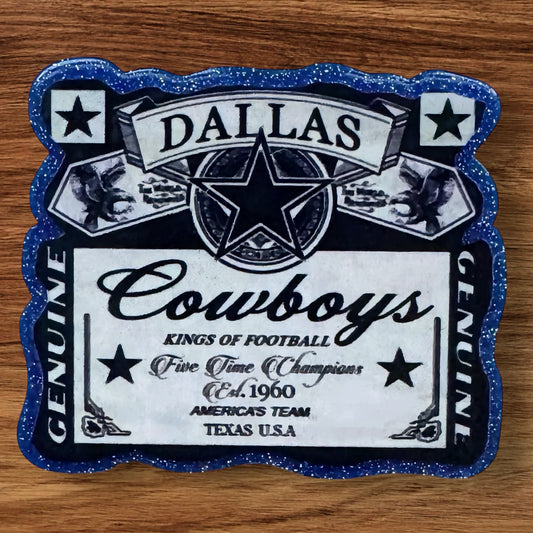 DALLAS
Cowboys
KINGS OF FOOTBALL
Five Time Champions
Est. 1960
AMERICA'S TEAM
TEXAS U.S.A
GENUINE
GENUINE